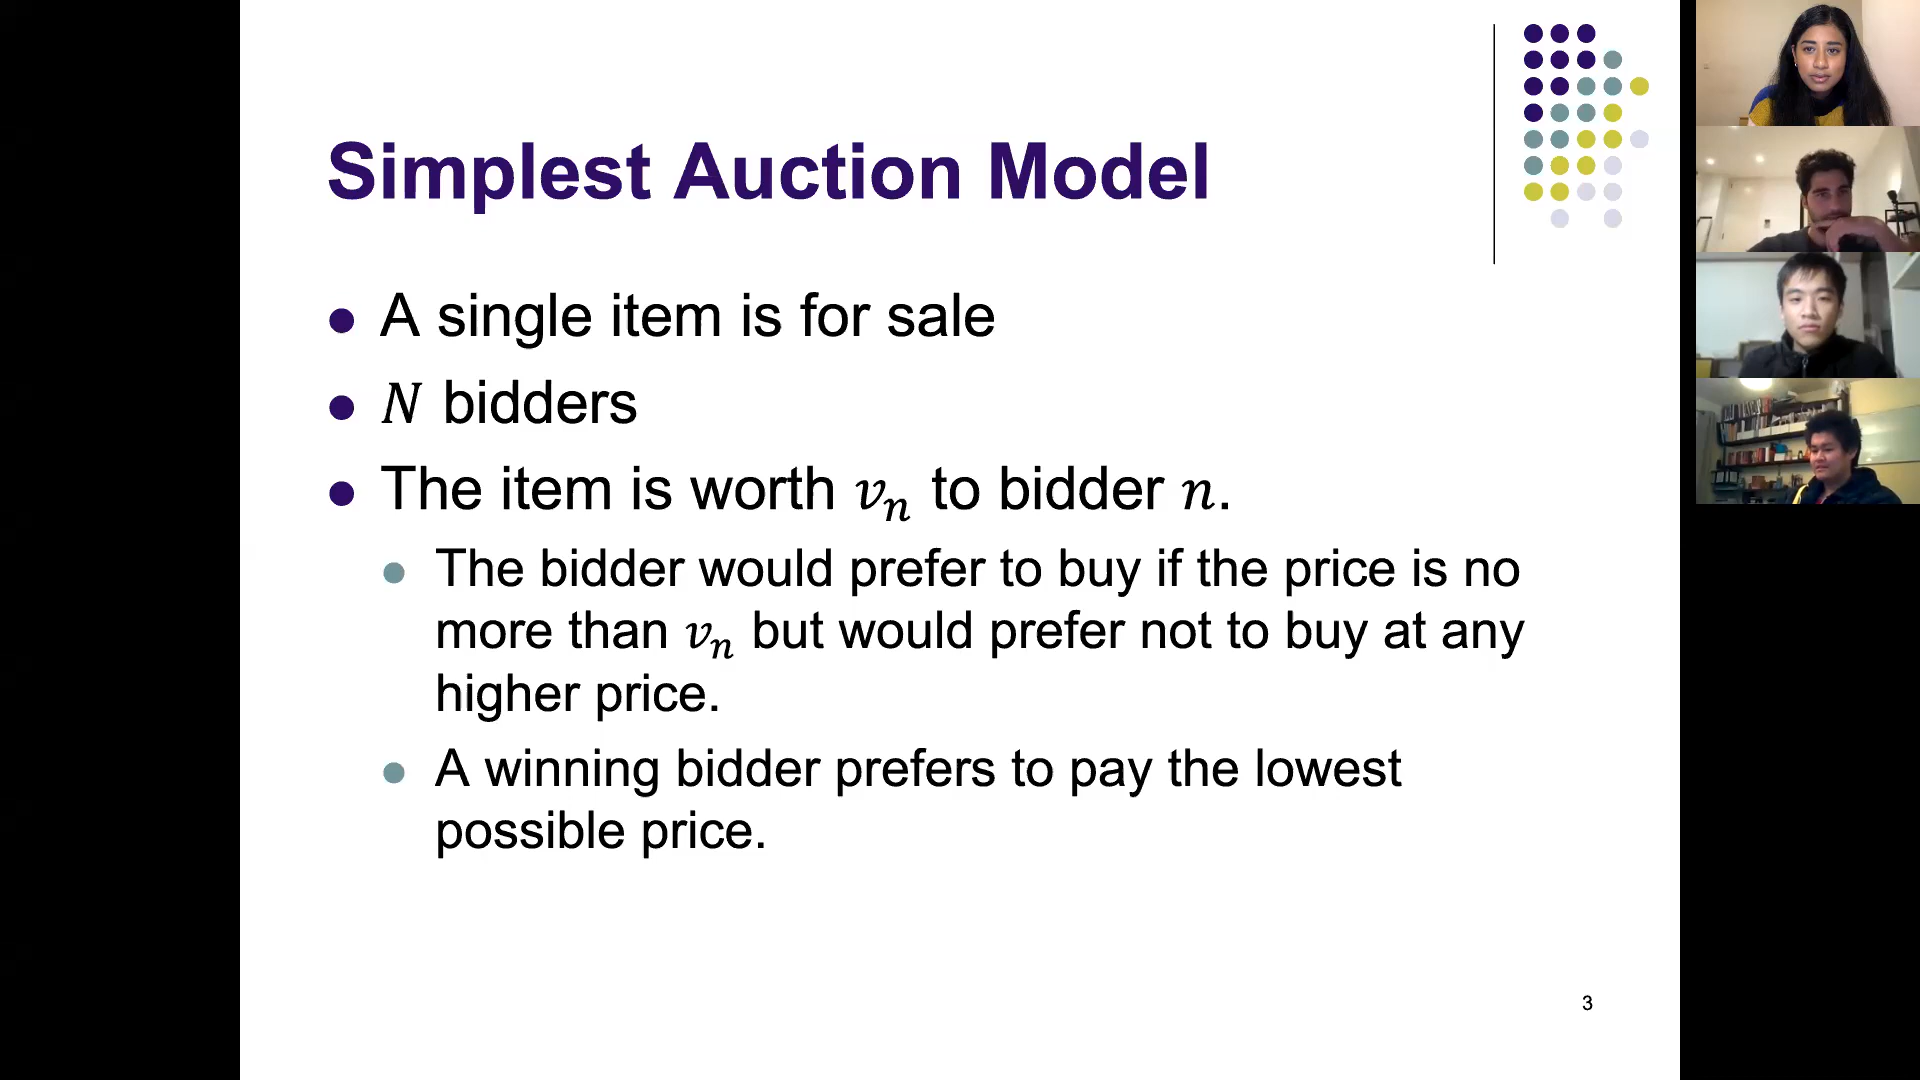 Simplest Auction Model
● A single item is for sale
● 𝑁 bidders
● The item is worth 𝑣ₙ to bidder 𝑛.
● The bidder would prefer to buy if the price is no
more than 𝑣ₙ but would prefer not to buy at any
higher price.
● A winning bidder prefers to pay the lowest
possible price.
3